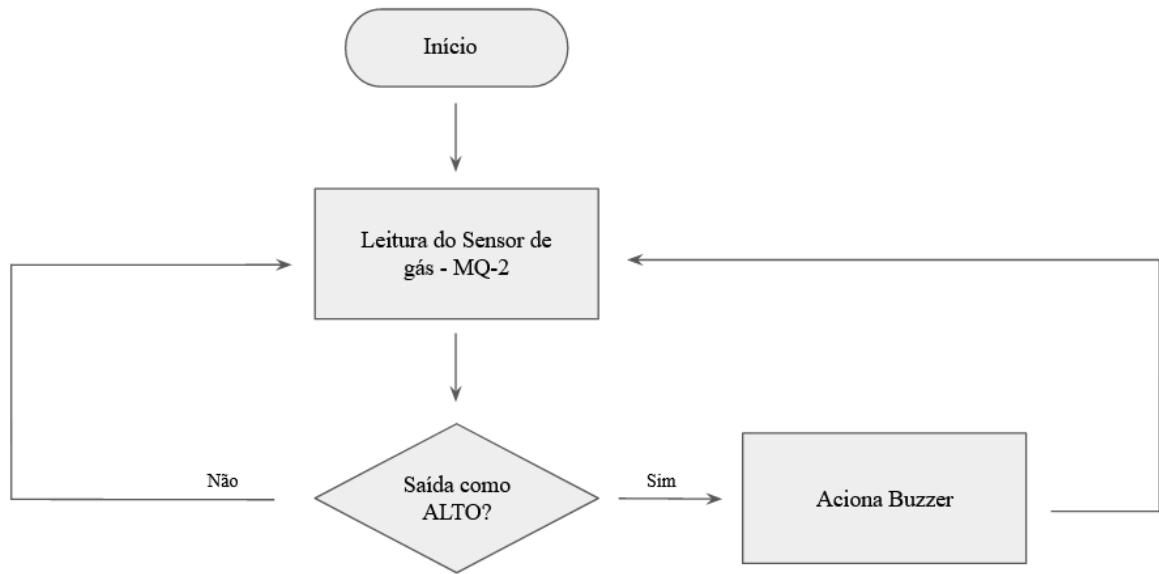 Início
Leitura do Sensor de
gás - MQ-2
Não
Saída como
ALTO?
Sim
Aciona Buzzer